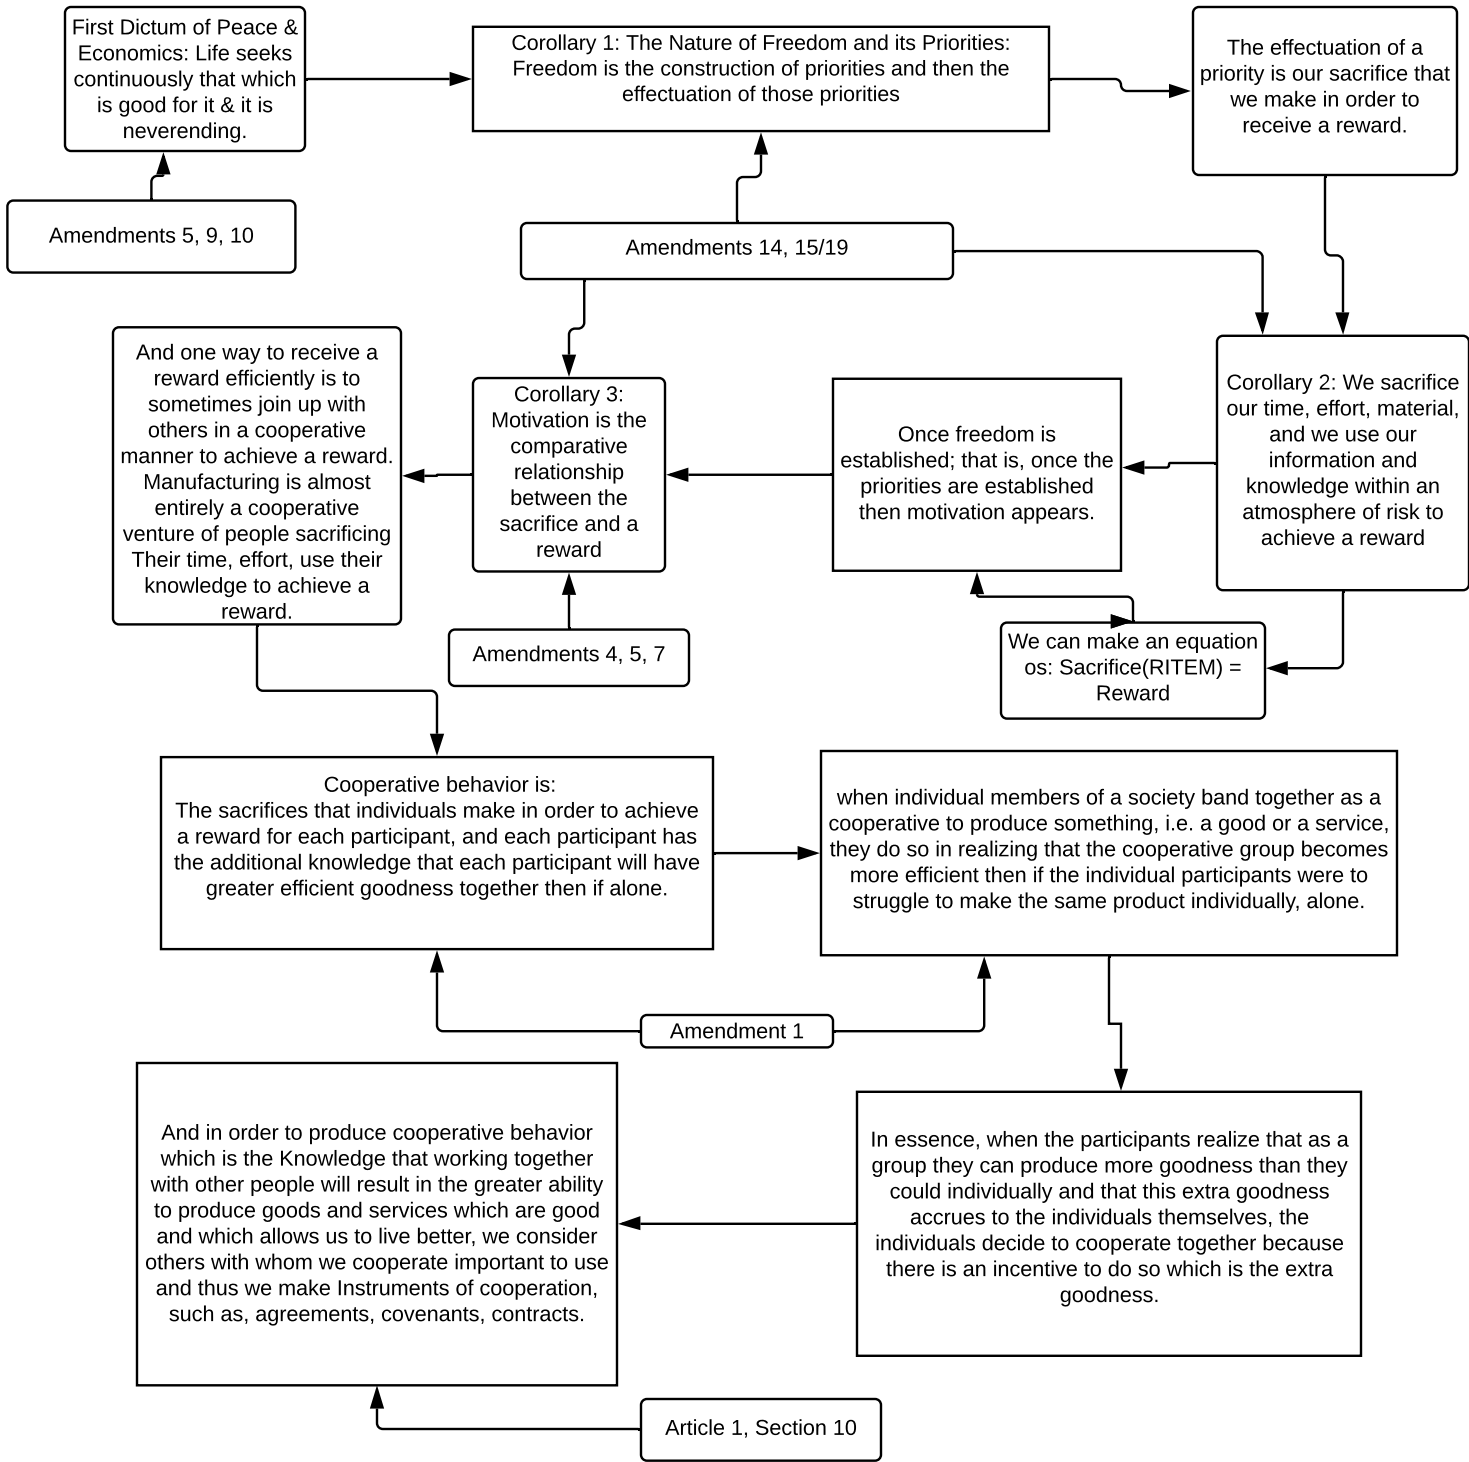 First Dictum of Peace &
Economics: Life seeks
continuously that which
is good for it & it is
neverending.
Corollary 1: The Nature of Freedom and its Priorities:
Freedom is the construction of priorities and then the
effectuation of those priorities
The effectuation of a
priority is our sacrifice that
we make in order to
receive a reward.
Amendments 5, 9, 10
Amendments 14, 15/19
And one way to receive a
reward efficiently is to
sometimes join up with
others in a cooperative
manner to achieve a reward.
Manufacturing is almost
entirely a cooperative
venture of people sacrificing
Their time, effort, use their
knowledge to achieve a
reward.
Corollary 3:
Motivation is the
comparative
relationship
between the
sacrifice and a
reward
Once freedom is
established; that is, once the
priorities are established
then motivation appears.
Corollary 2: We sacrifice
our time, effort, material,
and we use our
information and
knowledge within an
atmosphere of risk to
achieve a reward
Amendments 4, 5, 7
We can make an equation
os: Sacrifice(RITEM) =
Reward
Cooperative behavior is:
The sacrifices that individuals make in order to achieve
a reward for each participant, and each participant has
the additional knowledge that each participant will have
greater efficient goodness together then if alone.
when individual members of a society band together as a
cooperative to produce something, i.e. a good or a service,
they do so in realizing that the cooperative group becomes
more efficient then if the individual participants were to
struggle to make the same product individually, alone.
Amendment 1
And in order to produce cooperative behavior
which is the Knowledge that working together
with other people will result in the greater ability
to produce goods and services which are good
and which allows us to live better, we consider
others with whom we cooperate important to use
and thus we make Instruments of cooperation,
such as, agreements, covenants, contracts.
In essence, when the participants realize that as a
group they can produce more goodness than they
could individually and that this extra goodness
accrues to the individuals themselves, the
individuals decide to cooperate together because
there is an incentive to do so which is the extra
goodness.
Article 1, Section 10